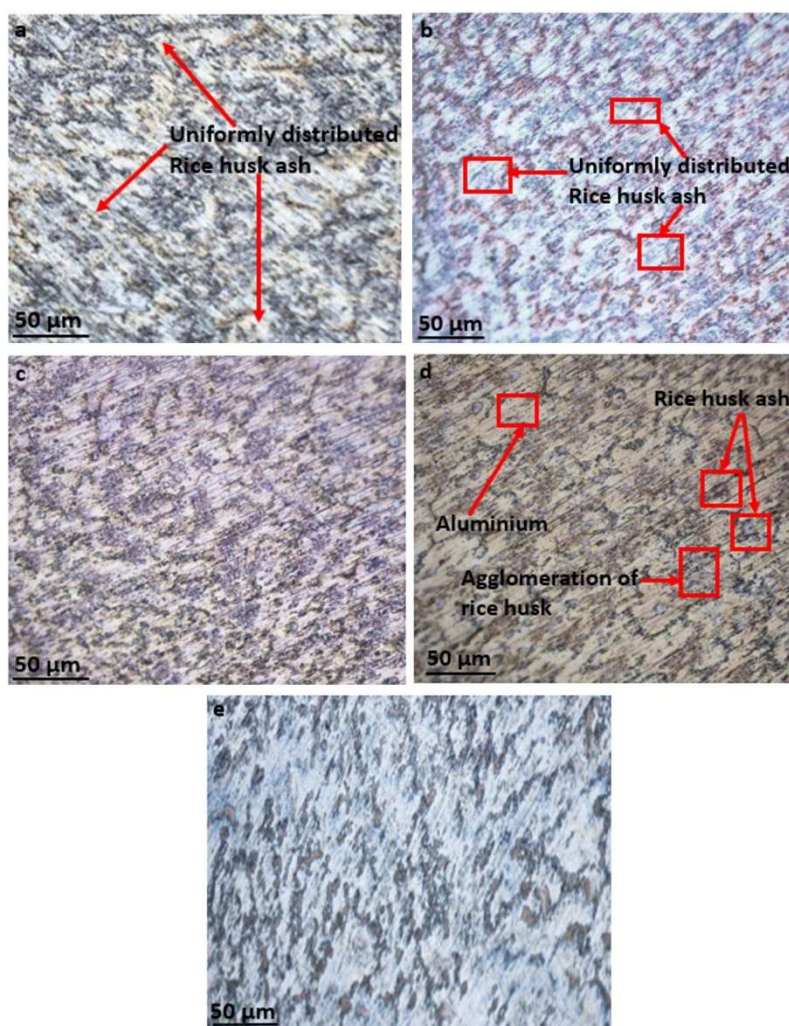 a
Uniformly distributed
Rice husk ash
50 µm
b
Uniformly distributed
Rice husk ash
50 µm
c
50 µm
d
Rice husk ash
Aluminium
Agglomeration of
rice husk
50 µm
e
50 µm